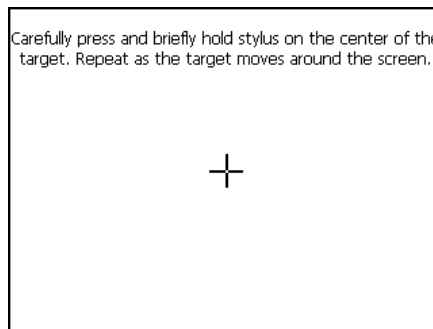 Carefully press and briefly hold stylus on the center of the
target. Repeat as the target moves around the screen.